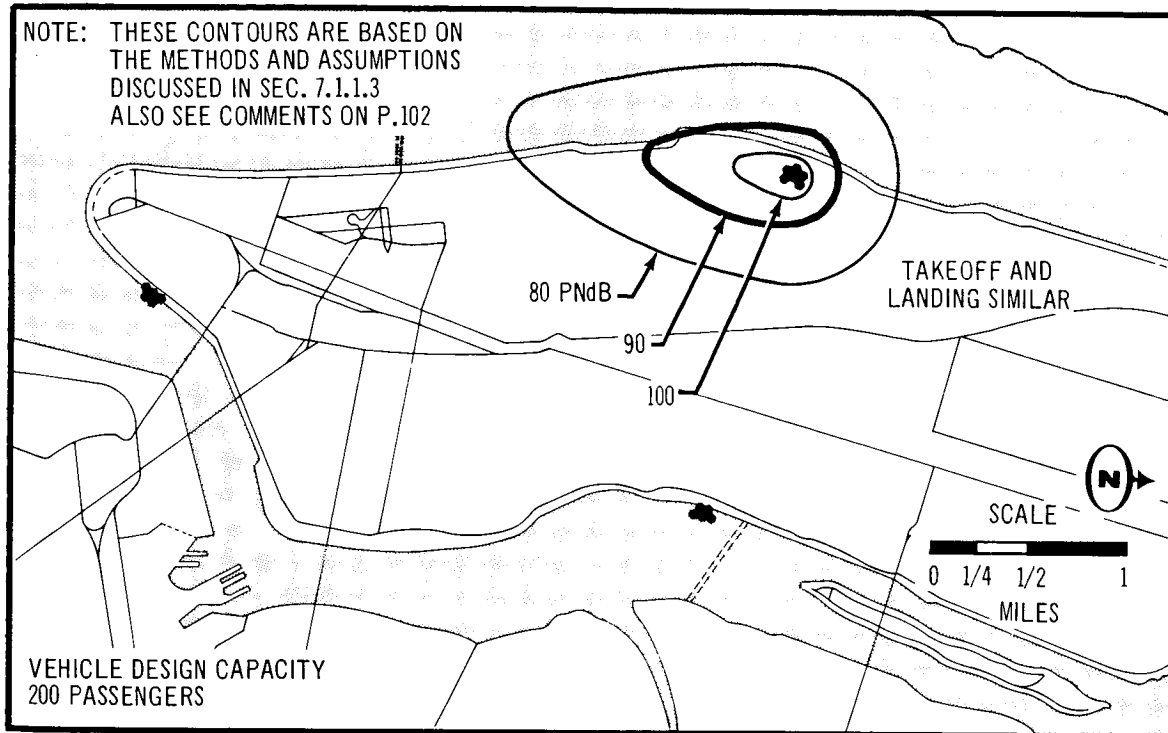 NOTE: THESE CONTOURS ARE BASED ON
THE METHODS AND ASSUMPTIONS
DISCUSSED IN SEC. 7.1.1.3
ALSO SEE COMMENTS ON P.102
80 PNdB
90
100
TAKEOFF AND
LANDING SIMILAR
N
SCALE
0 1/4 1/2 1
MILES
VEHICLE DESIGN CAPACITY
200 PASSENGERS